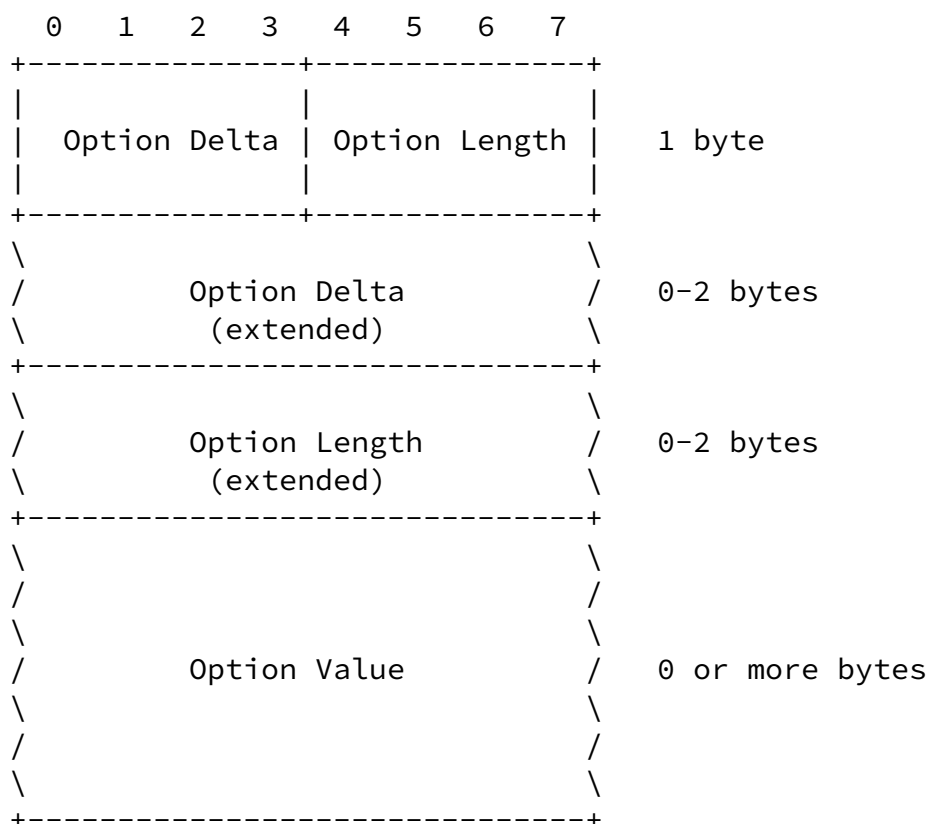 0 1 2 3 4 5 6 7
+---------------+---------------+
| | |
| Option Delta | Option Length | 1 byte
| | |
+---------------+---------------+
\ \
/ Option Delta / 0-2 bytes
\ (extended) \
+-------------------------------+
\ \
/ Option Length / 0-2 bytes
\ (extended) \
+-------------------------------+
\ \
/ /
\ \
/ Option Value / 0 or more bytes
\ \
/ /
\ \
+-------------------------------+